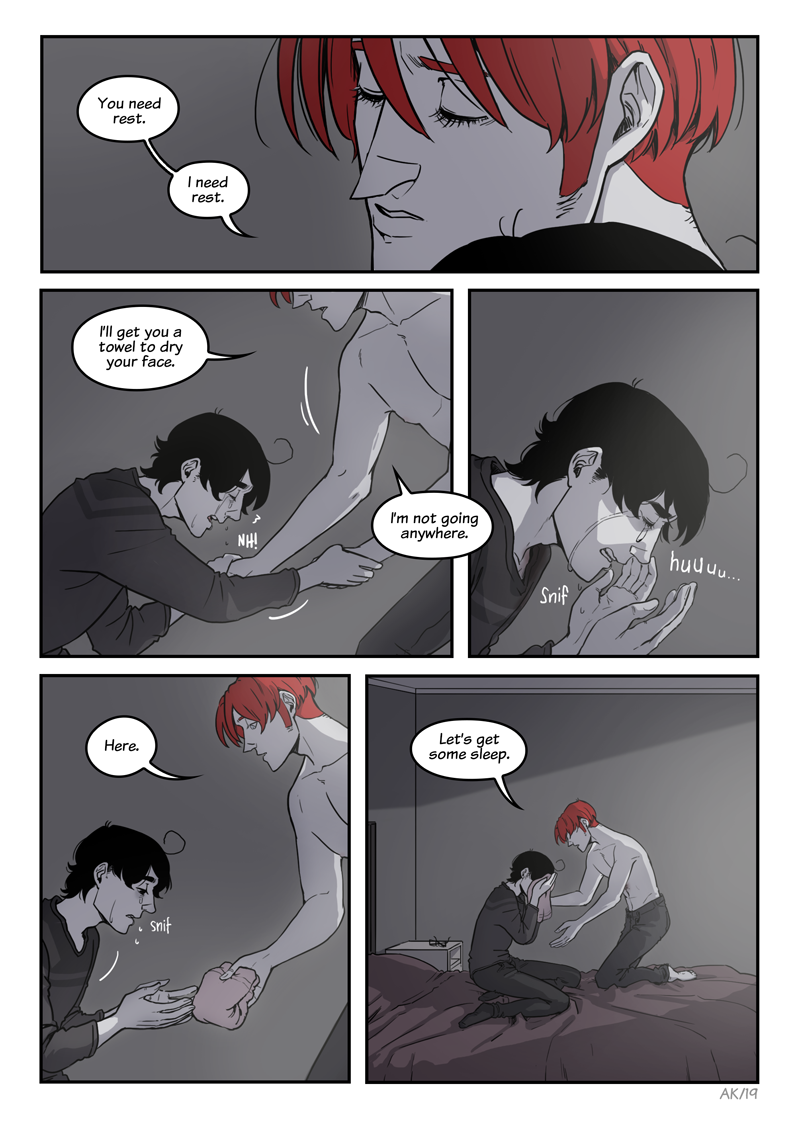 You need
rest.
I need
rest.
I'll get you a
towel to dry
your face.
NH!
I'm not going
anywhere.
Snif
huuuu...
Here.
snif
Let's get
some sleep.
AK/19